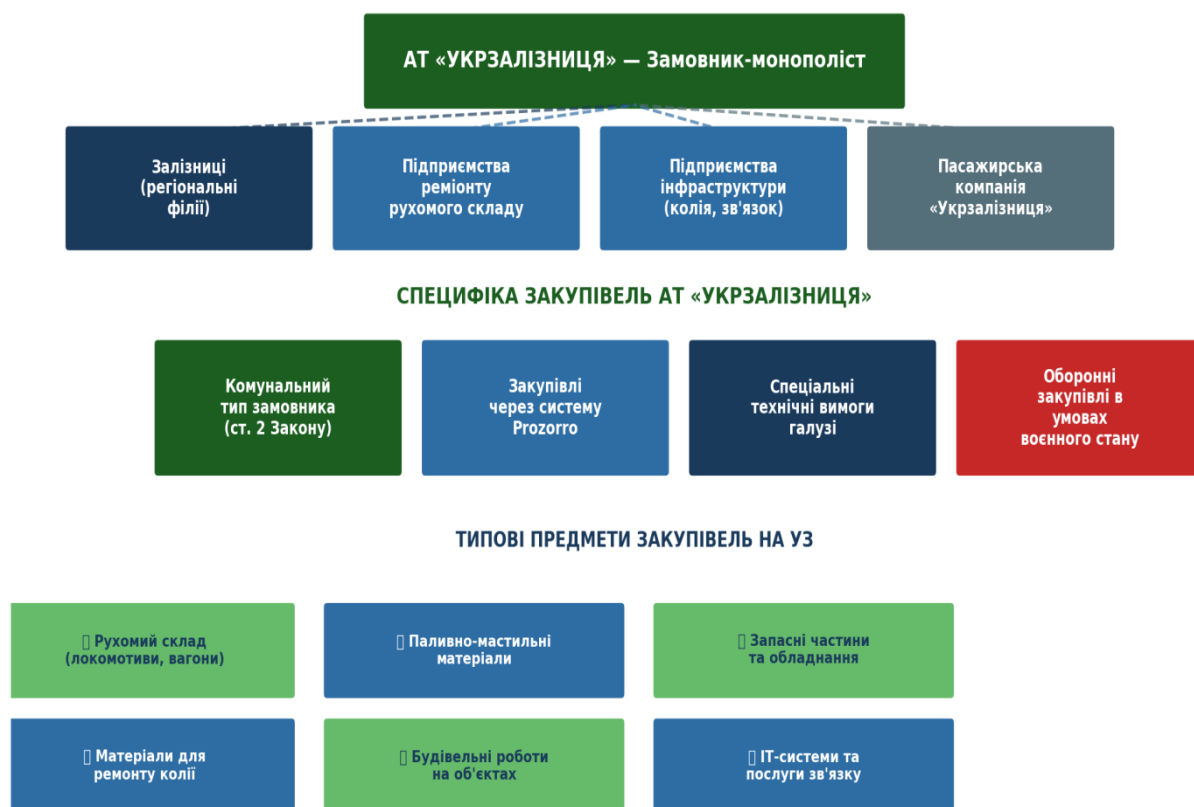 АТ «УКРЗАЛІЗНИЦЯ» — Замовник-монополіст
Залізниці
(регіональні
філії)
Підприємства
ремонту
рухомого складу
Підприємства
інфраструктури
(колія, зв'язок)
Пасажирська
компанія
«Укрзалізниця»
СПЕЦИФІКА ЗАКУПІВЕЛЬ АТ «УКРЗАЛІЗНИЦЯ»
Комунальний
тип замовника
(ст. 2 Закону)
Закупівлі
через систему
Prozorro
Спеціальні
технічні вимоги
галузі
Оборонні
закупівлі в
умовах
воєнного стану
ТИПОВІ ПРЕДМЕТИ ЗАКУПІВЕЛЬ НА УЗ
Рухомий склад
(локомотиви, вагони)
Паливно-мастильні
матеріали
Запасні частини
та обладнання
Матеріали для
ремонту колії
Будівельні роботи
на об'єктах
ІТ-системи та
послуги зв'язку